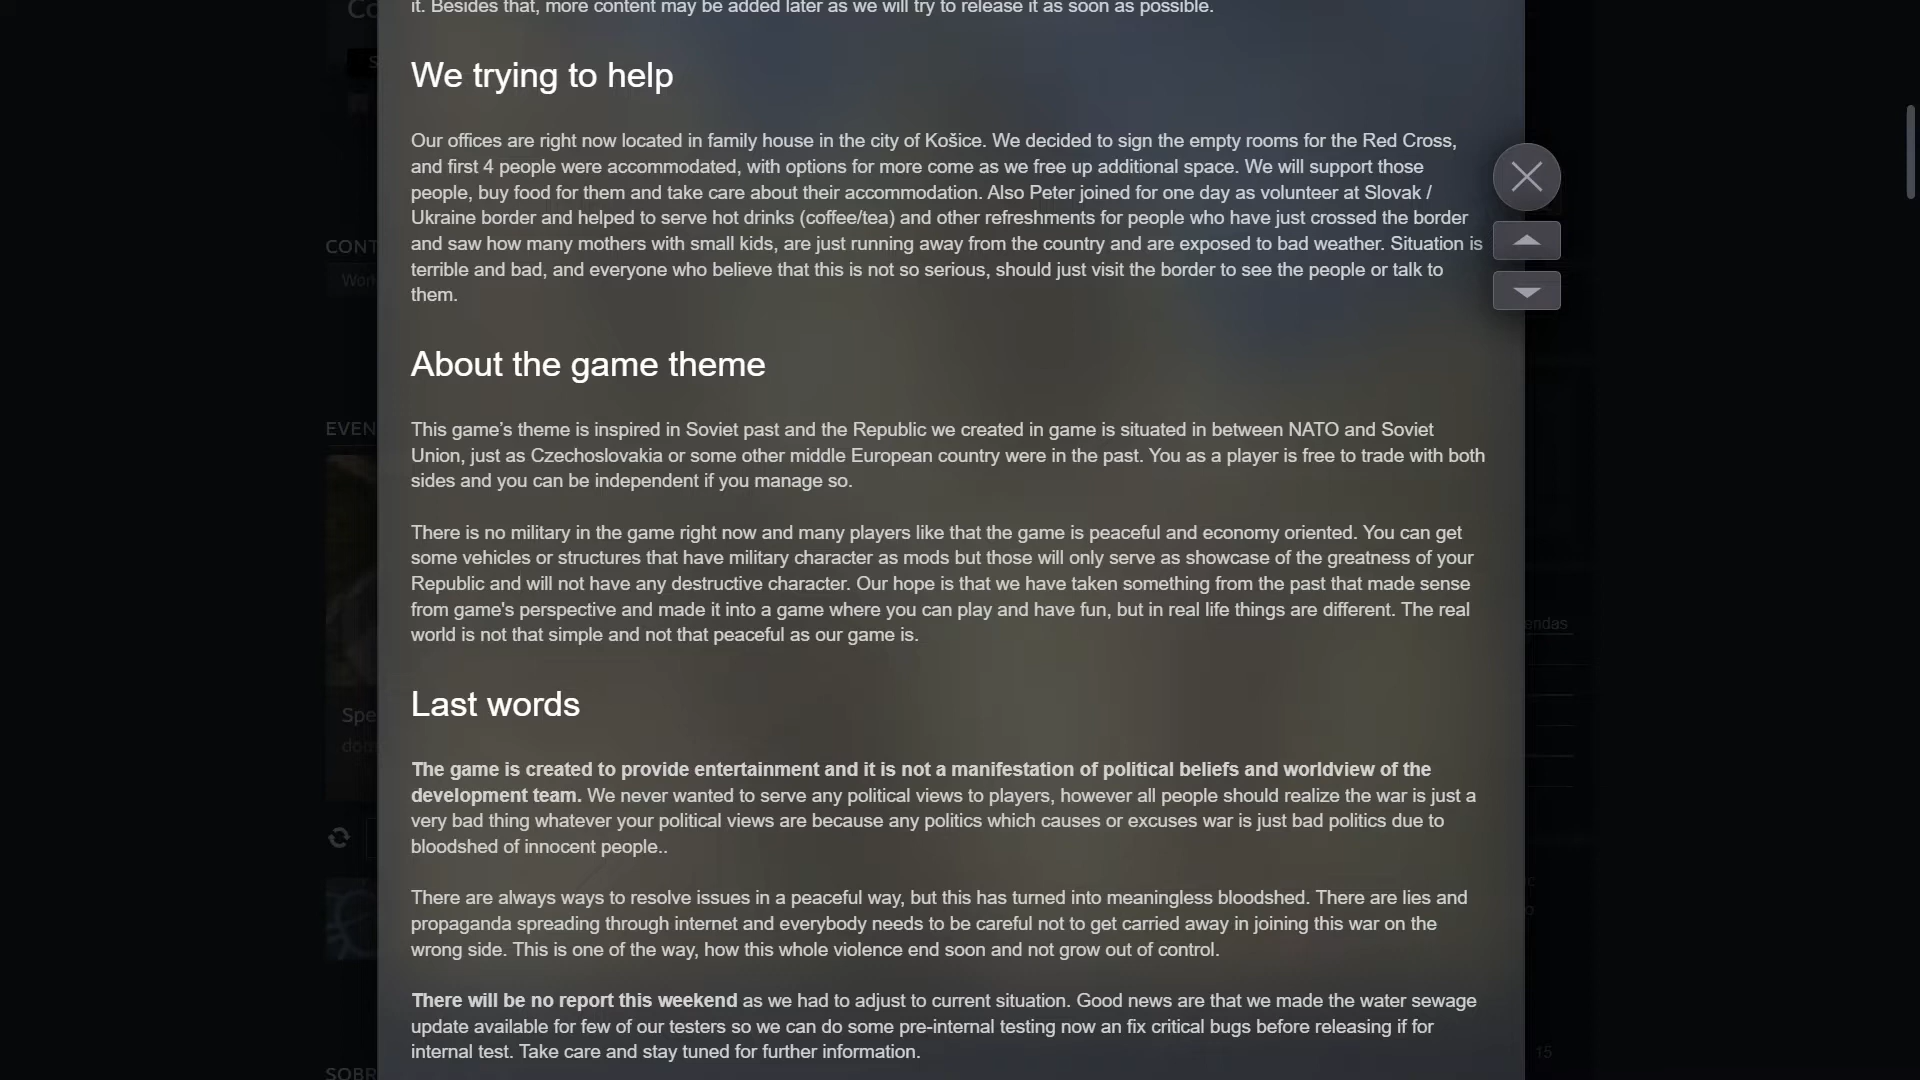 Co
it. Besides that, more content may be added later as we will try to release it as soon as possible.
S
We trying to help
Our offices are right now located in family house in the city of Košice. We decided to sign the empty rooms for the Red Cross,
and first 4 people were accommodated, with options for more come as we free up additional space. We will support those
people, buy food for them and take care about their accommodation. Also Peter joined for one day as volunteer at Slovak /
Ukraine border and helped to serve hot drinks (coffee/tea) and other refreshments for people who have just crossed the border
and saw how many mothers with small kids, are just running away from the country and are exposed to bad weather. Situation is
terrible and bad, and everyone who believe that this is not so serious, should just visit the border to see the people or talk to
them.
CONT
Work
About the game theme
This game’s theme is inspired in Soviet past and the Republic we created in game is situated in between NATO and Soviet
Union, just as Czechoslovakia or some other middle European country were in the past. You as a player is free to trade with both
sides and you can be independent if you manage so.
EVEN
There is no military in the game right now and many players like that the game is peaceful and economy oriented. You can get
some vehicles or structures that have military character as mods but those will only serve as showcase of the greatness of your
Republic and will not have any destructive character. Our hope is that we have taken something from the past that made sense
from game's perspective and made it into a game where you can play and have fun, but in real life things are different. The real
world is not that simple and not that peaceful as our game is.
endas
Last words
Spe
dom
The game is created to provide entertainment and it is not a manifestation of political beliefs and worldview of the
development team. We never wanted to serve any political views to players, however all people should realize the war is just a
very bad thing whatever your political views are because any politics which causes or excuses war is just bad politics due to
bloodshed of innocent people..
There are always ways to resolve issues in a peaceful way, but this has turned into meaningless bloodshed. There are lies and
propaganda spreading through internet and everybody needs to be careful not to get carried away in joining this war on the
wrong side. This is one of the way, how this whole violence end soon and not grow out of control.
There will be no report this weekend as we had to adjust to current situation. Good news are that we made the water sewage
update available for few of our testers so we can do some pre-internal testing now an fix critical bugs before releasing if for
internal test. Take care and stay tuned for further information.
15
SOBR